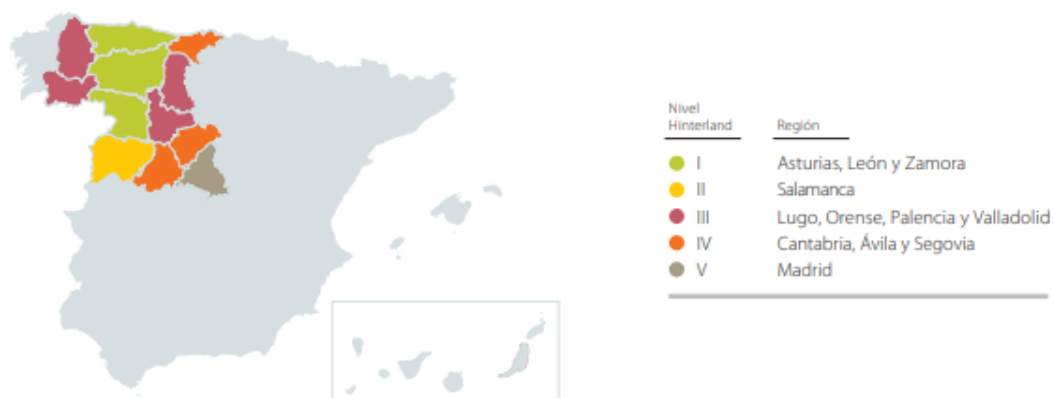 Nivel
Hinterland Región
I Asturias, León y Zamora
II Salamanca
III Lugo, Orense, Palencia y Valladolid
IV Cantabria, Ávila y Segovia
V Madrid